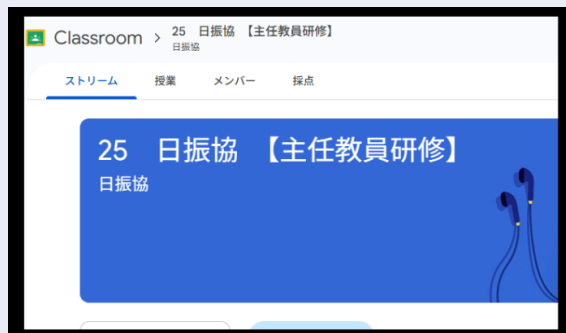 Classroom > 25　日振協　【主任教員研修】
日振協
ストリーム　授業　メンバー　採点
25　日振協　【主任教員研修】
日振協